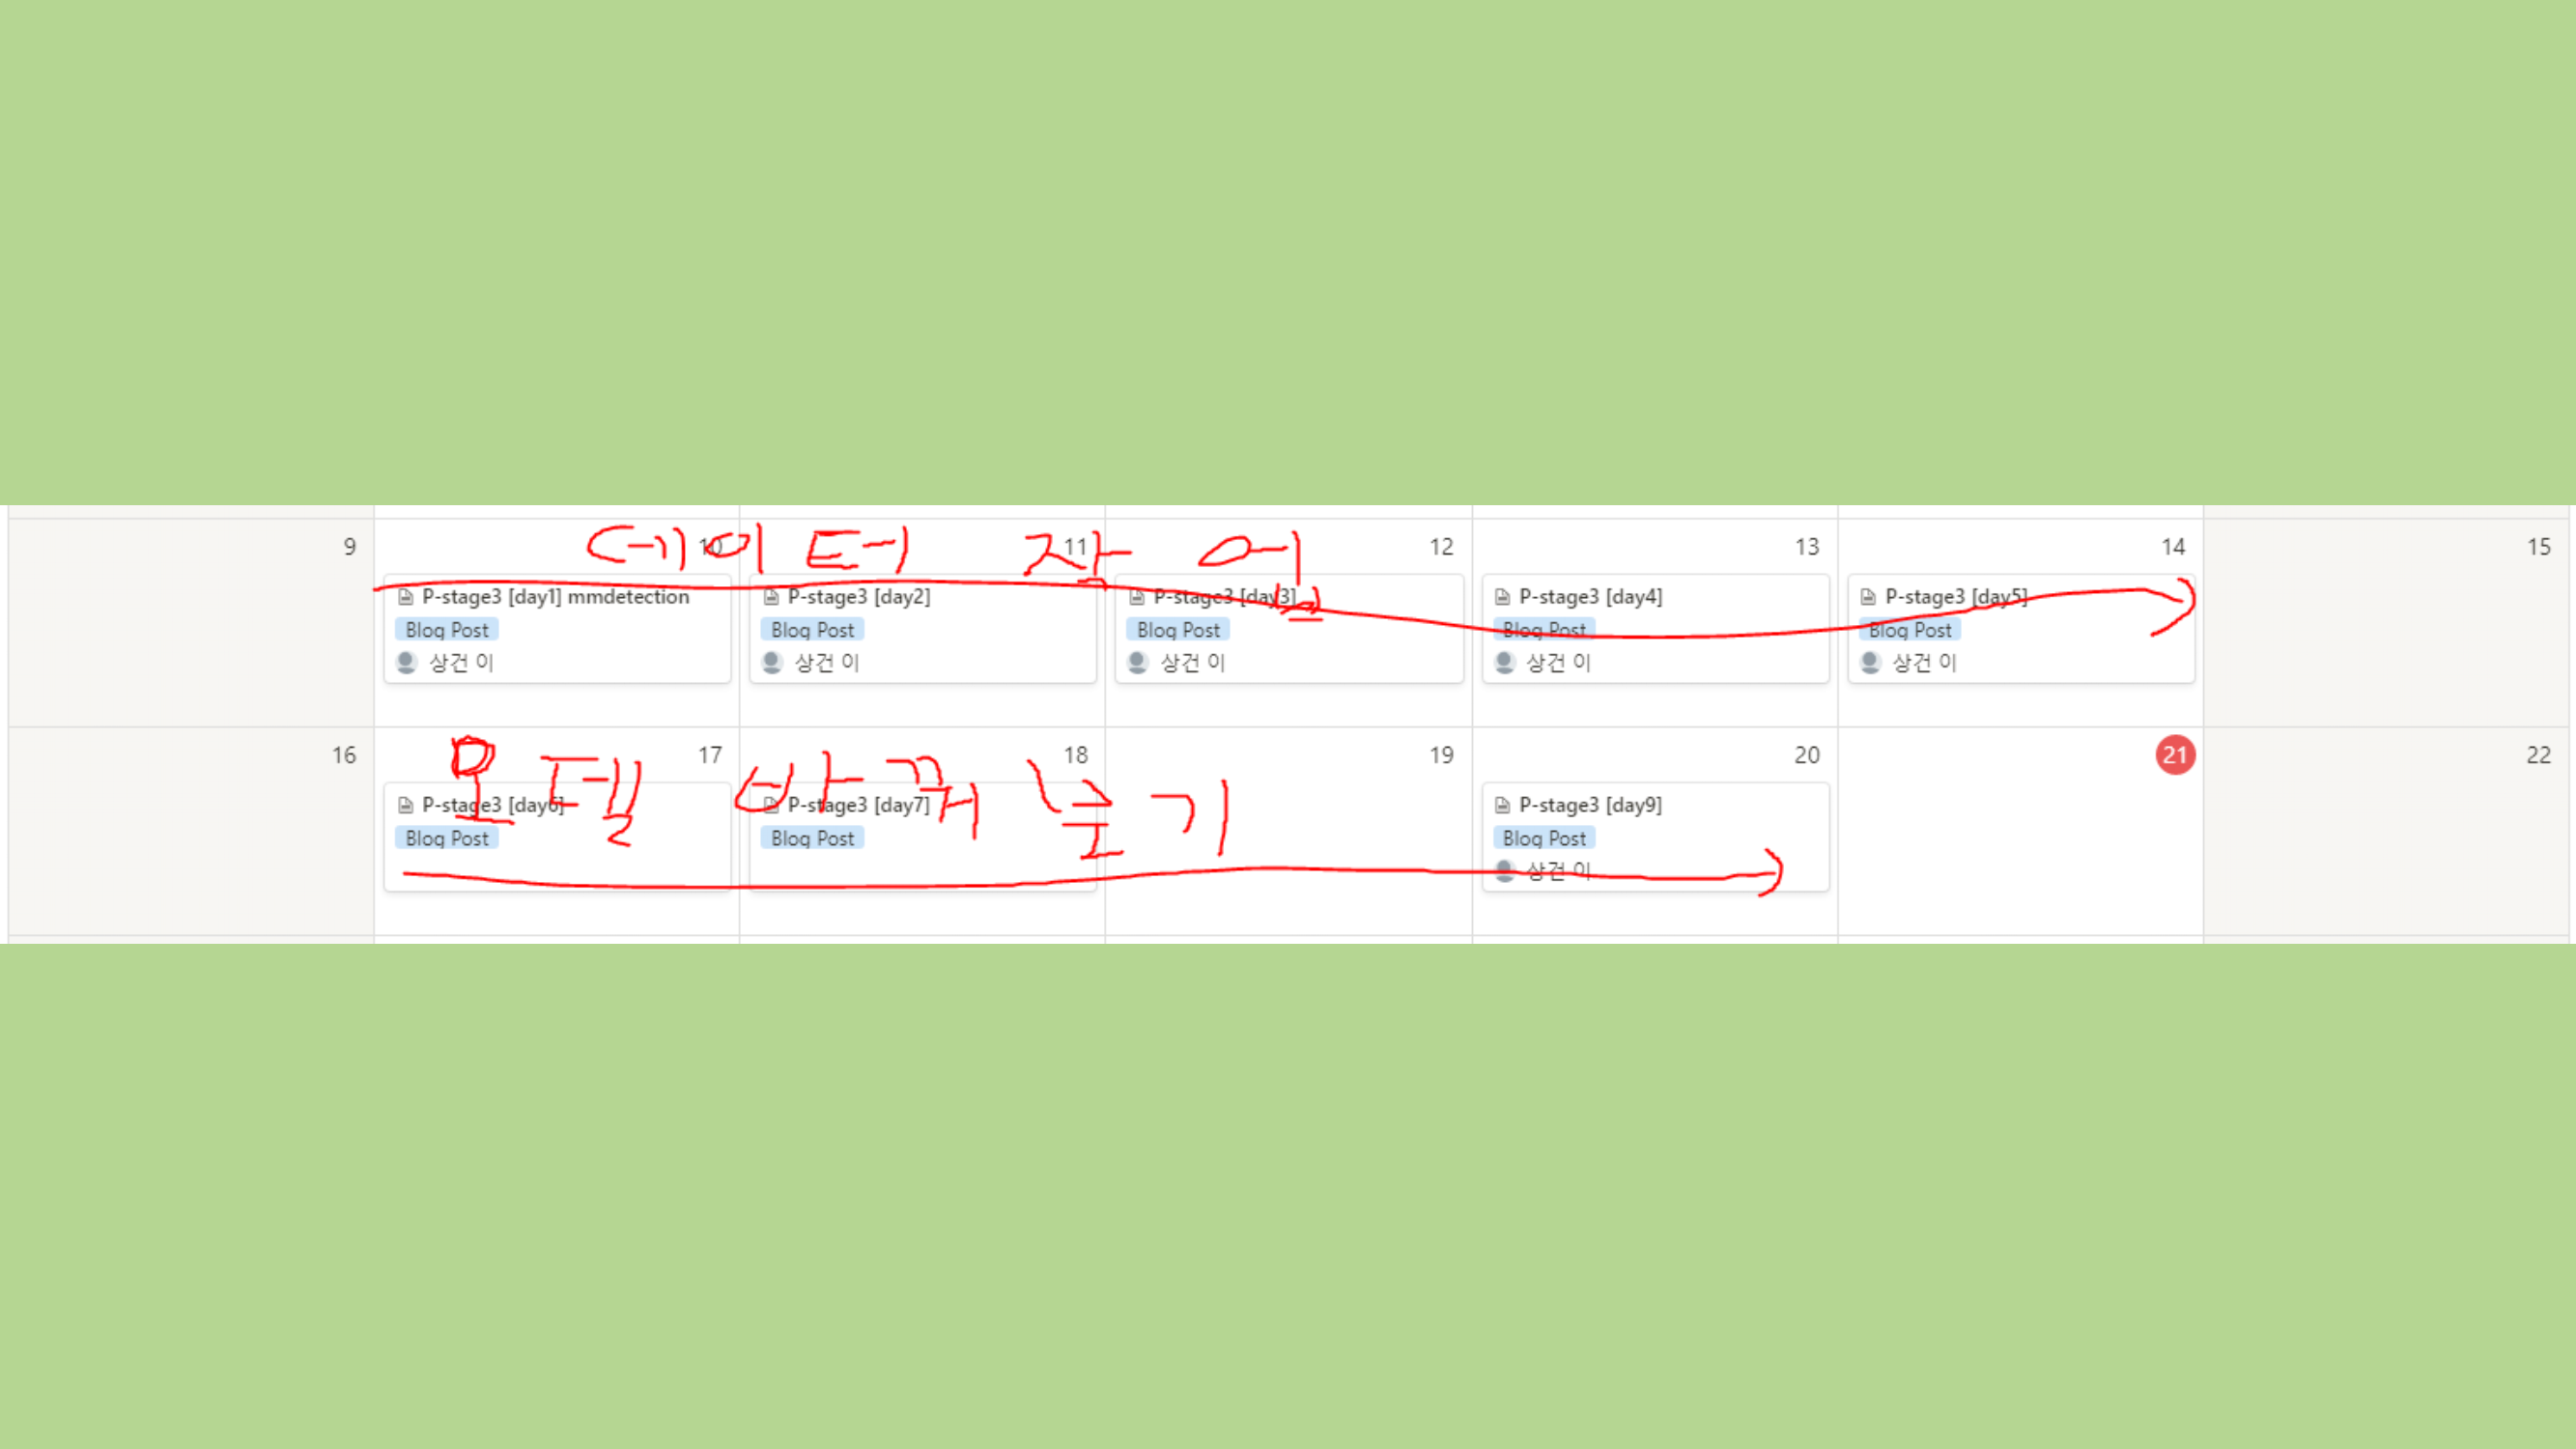 9 10 11 12 13 14 15
데이터 작업
P-stage3 [day1] mmdetection
Blog Post
상건 이
P-stage3 [day2]
Blog Post
상건 이
P-stage3 [day3]
Blog Post
상건 이
P-stage3 [day4]
Blog Post
상건 이
P-stage3 [day5]
Blog Post
상건 이
16 17 18 19 20 21 22
모델 바꿔
P-stage3 [day6]
Blog Post
P-stage3 [day7]
Blog Post
P-stage3 [day9]
Blog Post
상건 이